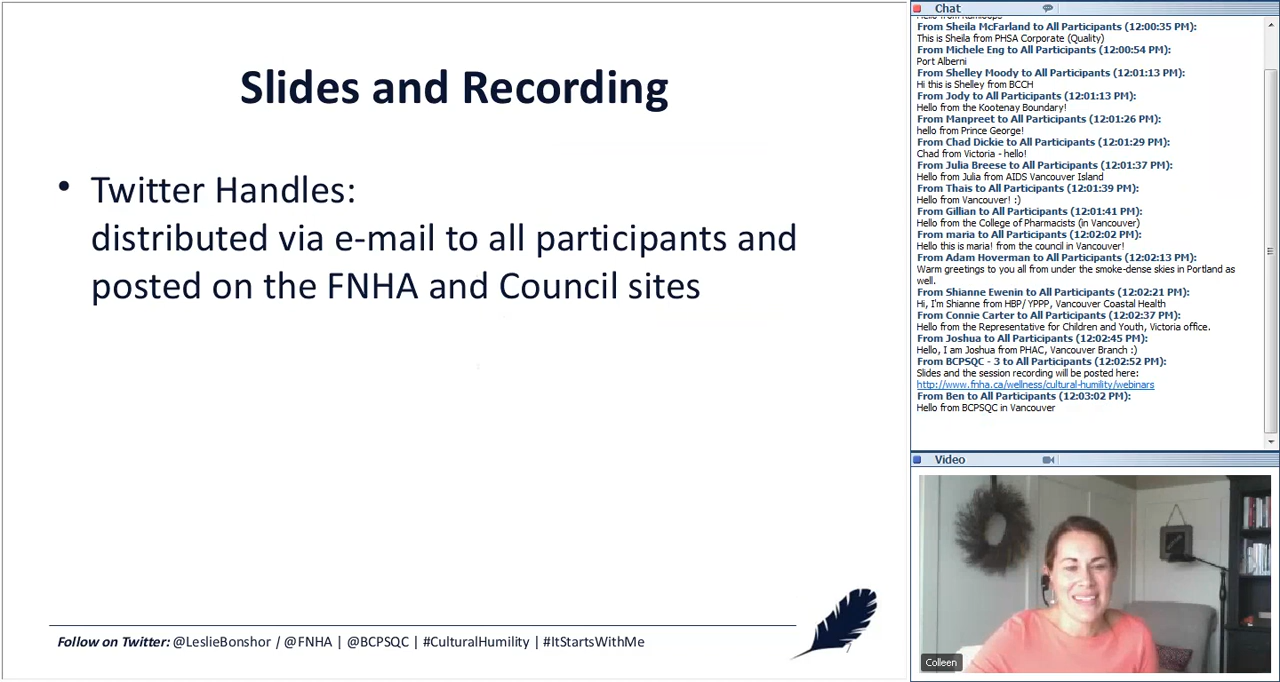 Slides and Recording
• Twitter Handles:
distributed via e-mail to all participants and
posted on the FNHA and Council sites
Follow on Twitter: @LeslieBonshor / @FNHA | @BCPSQC | #CulturalHumility | #ItStartsWithMe
Chat
From Sheila McFarland to All Participants (12:00:35 PM):
This is Sheila from PHSA Corporate (Quality)
From Michele Eng to All Participants (12:00:54 PM):
Port Alberni
From Shelley Moody to All Participants (12:01:13 PM):
Hi this is Shelley from BCCH
From Jody to All Participants (12:01:13 PM):
Hello from the Kootenay Boundary!
From Manpreet to All Participants (12:01:26 PM):
hello from Prince George!
From Chad Dickie to All Participants (12:01:29 PM):
Chad from Victoria - hello!
From Julia Breese to All Participants (12:01:37 PM):
Hello from Julia from AIDS Vancouver Island
From Thais to All Participants (12:01:39 PM):
Hello from Vancouver! :)
From Gillian to All Participants (12:01:41 PM):
Hello from the College of Pharmacists (in Vancouver)
From maria to All Participants (12:02:02 PM):
Hello this is maria! from the council in Vancouver!
From Adam Hoverman to All Participants (12:02:13 PM):
Warm greetings to you all from under the smoke-dense skies in Portland as
well.
From Shianne Ewenin to All Participants (12:02:21 PM):
Hi, I'm Shianne from HBP/ YPPP, Vancouver Coastal Health
From Connie Carter to All Participants (12:02:37 PM):
Hello from the Representative for Children and Youth, Victoria office.
From Joshua to All Participants (12:02:45 PM):
Hello, I am Joshua from PHAC, Vancouver Branch :)
From BCPSQC - 3 to All Participants (12:02:52 PM):
Slides and the session recording will be posted here:
http://www.fnha.ca/wellness/cultural-humility/webinars
From Ben to All Participants (12:03:02 PM):
Hello from BCPSQC in Vancouver
Video
Colleen